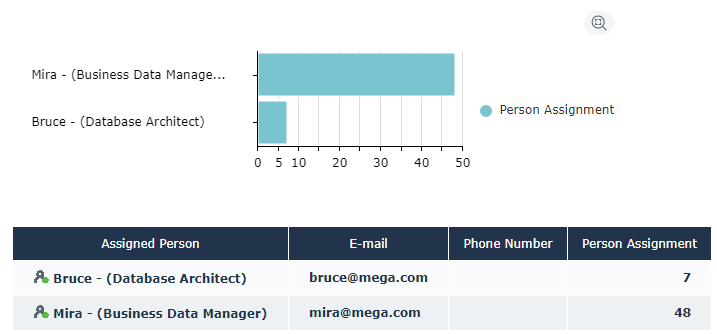 Mira - (Business Data Manage...
Bruce - (Database Architect)
Person Assignment
0 5 10 20 30 40 50
Assigned Person E-mail Phone Number Person Assignment
Bruce - (Database Architect) bruce@mega.com 7
Mira - (Business Data Manager) mira@mega.com 48